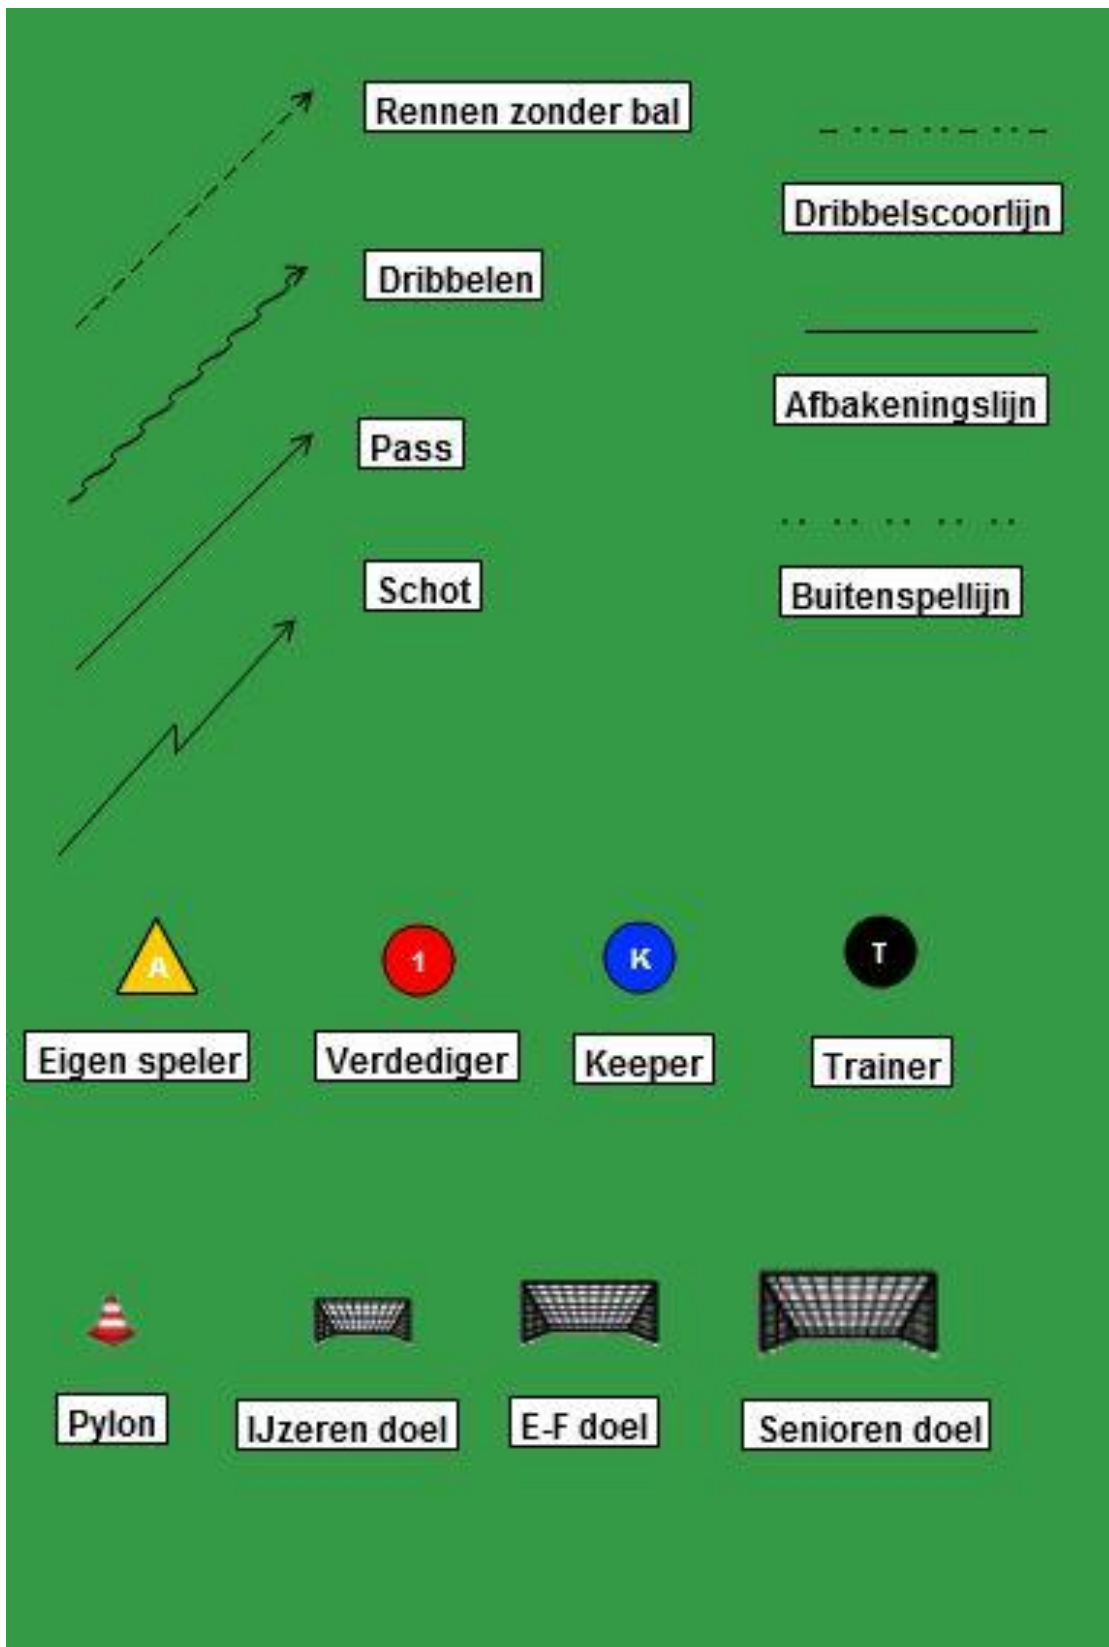 Rennen zonder bal
Dribbelscoorlijn
Dribbelen
Afbakeningslijn
Pass
Schot
Buitenspellijn
A
1
K
T
Eigen speler
Verdediger
Keeper
Trainer
Pylon
IJzeren doel
E-F doel
Senioren doel